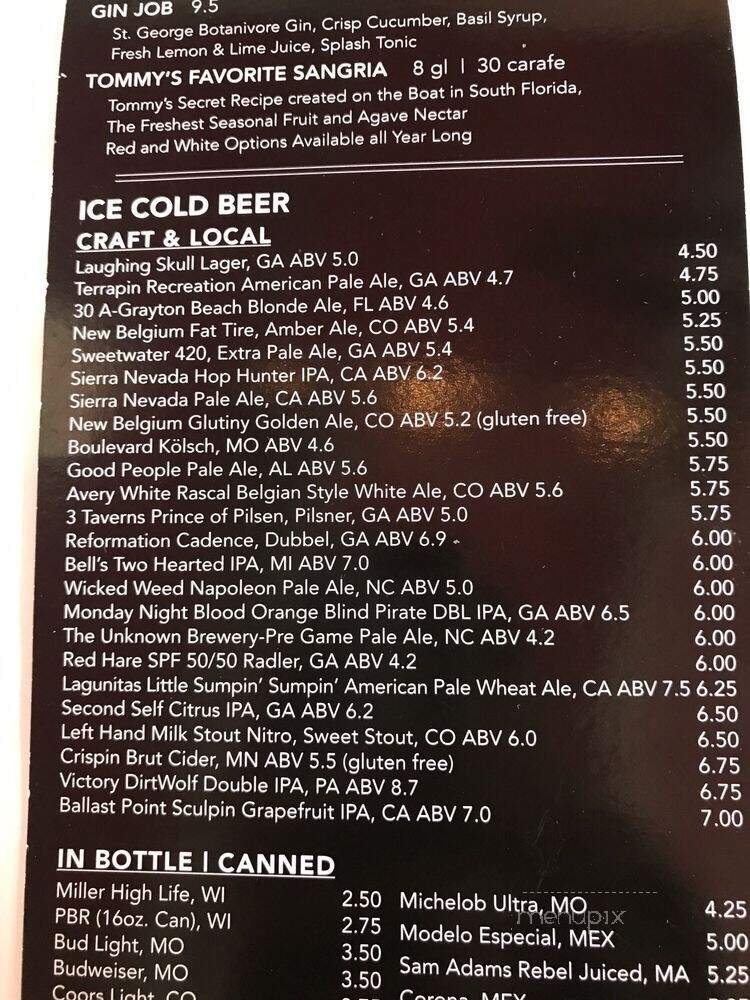 GIN JOB 9.5
St. George Botanivore Gin, Crisp Cucumber, Basil Syrup,
Fresh Lemon & Lime Juice, Splash Tonic
TOMMY'S FAVORITE SANGRIA 8 gl | 30 carafe
Tommy's Secret Recipe created on the Boat in South Florida,
The Freshest Seasonal Fruit and Agave Nectar
Red and White Options Available all Year Long
ICE COLD BEER
CRAFT & LOCAL
Laughing Skull Lager, GA ABV 5.0 4.50
Terrapin Recreation American Pale Ale, GA ABV 4.7 4.75
30 A-Grayton Beach Blonde Ale, FL ABV 4.6 5.00
New Belgium Fat Tire, Amber Ale, CO ABV 5.4 5.25
Sweetwater 420, Extra Pale Ale, GA ABV 5.4 5.50
Sierra Nevada Hop Hunter IPA, CA ABV 6.2 5.50
Sierra Nevada Pale Ale, CA ABV 5.6 5.50
New Belgium Glutiny Golden Ale, CO ABV 5.2 (gluten free) 5.50
Boulevard Kölsch, MO ABV 4.6 5.50
Good People Pale Ale, AL ABV 5.6 5.75
Avery White Rascal Belgian Style White Ale, CO ABV 5.6 5.75
3 Taverns Prince of Pilsen, Pilsner, GA ABV 5.0 5.75
Reformation Cadence, Dubbel, GA ABV 6.9 6.00
Bell's Two Hearted IPA, MI ABV 7.0 6.00
Wicked Weed Napoleon Pale Ale, NC ABV 5.0 6.00
Monday Night Blood Orange Blind Pirate DBL IPA, GA ABV 6.5 6.00
The Unknown Brewery-Pre Game Pale Ale, NC ABV 4.2 6.00
Red Hare SPF 50/50 Radler, GA ABV 4.2 6.00
Lagunitas Little Sumpin' Sumpin' American Pale Wheat Ale, CA ABV 7.5 6.25
Second Self Citrus IPA, GA ABV 6.2 6.50
Left Hand Milk Stout Nitro, Sweet Stout, CO ABV 6.0 6.50
Crispin Brut Cider, MN ABV 5.5 (gluten free) 6.75
Victory DirtWolf Double IPA, PA ABV 8.7 6.75
Ballast Point Sculpin Grapefruit IPA, CA ABV 7.0 7.00
IN BOTTLE | CANNED
Miller High Life, WI 2.50
PBR (16oz. Can), WI 2.75
Bud Light, MO 3.50
Budweiser, MO 3.50
Coors Light, CO
Michelob Ultra, MO 4.25
menupix
Modelo Especial, MEX 5.00
Sam Adams Rebel Juiced, MA 5.25
Corona, MEX